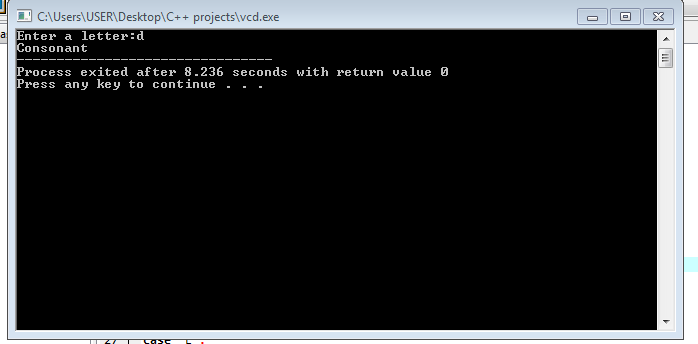 C:\Users\USER\Desktop\C++ projects\vcd.exe
Enter a letter:d
Consonant
--------------------------------
Process exited after 8.236 seconds with return value 0
Press any key to continue . . .